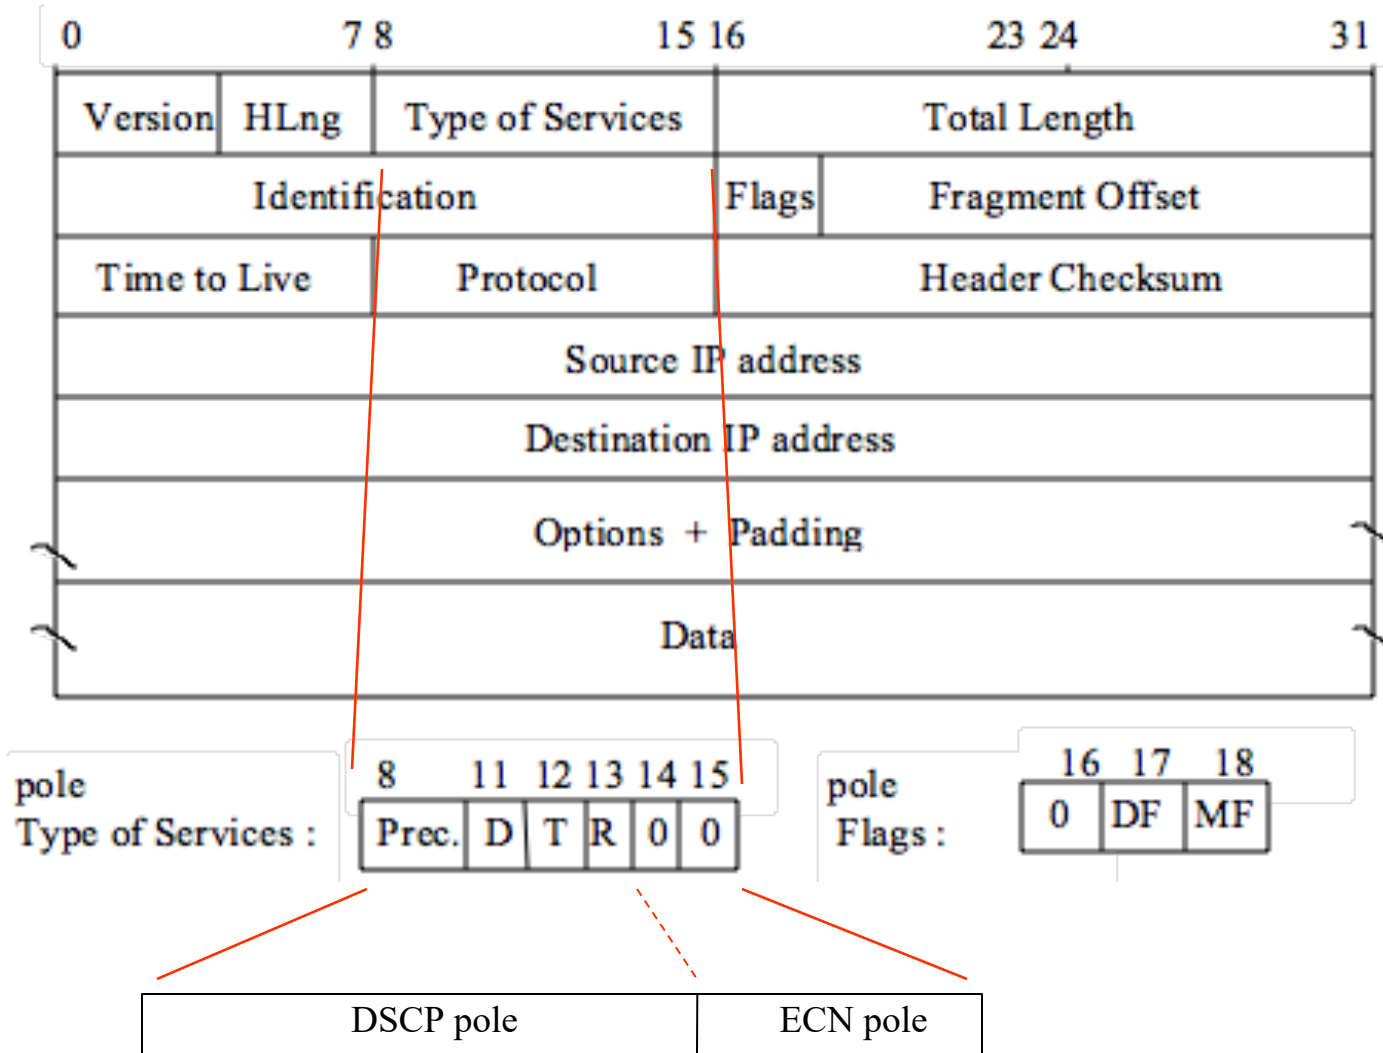 0 7 8 15 16 23 24 31
Version HLng Type of Services Total Length
Identification Flags Fragment Offset
Time to Live Protocol Header Checksum
Source IP address
Destination IP address
Options + Padding
Data
pole
Type of Services :
8 11 12 13 14 15
Prec. D T R 0 0
pole
Flags :
16 17 18
0 DF MF
DSCP pole ECN pole